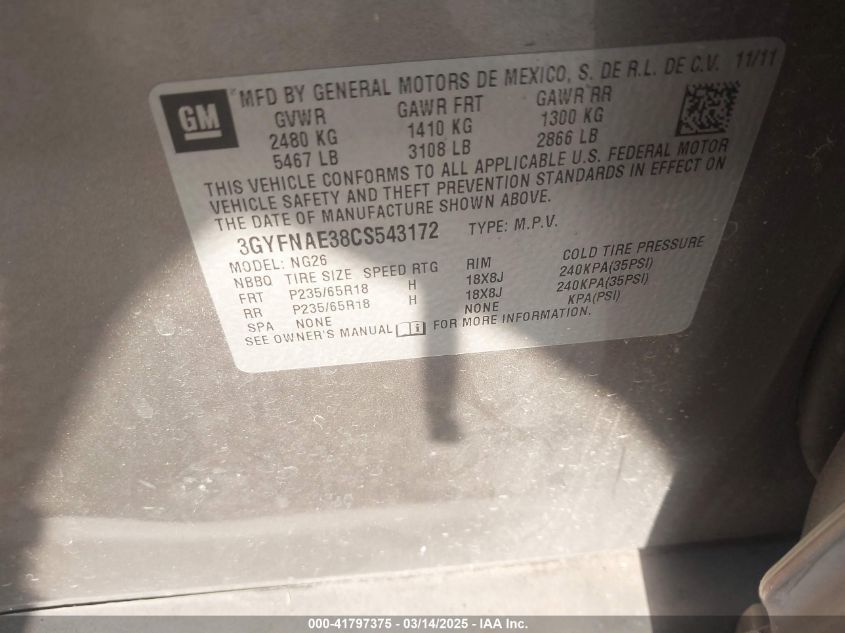 GM
MFD BY GENERAL MOTORS DE MEXICO, S. DE R.L. DE C.V. 11/11
GVWR GAWR FRT GAWR RR
2480 KG 1410 KG 1300 KG
5467 LB 3108 LB 2866 LB
THIS VEHICLE CONFORMS TO ALL APPLICABLE U.S. FEDERAL MOTOR
VEHICLE SAFETY AND THEFT PREVENTION STANDARDS IN EFFECT ON
THE DATE OF MANUFACTURE SHOWN ABOVE.
3GYFNAE38CS543172 TYPE: M.P.V.
MODEL: NG26
NBBQ TIRE SIZE SPEED RTG RIM COLD TIRE PRESSURE
FRT P235/65R18 H 18X8J 240KPA(35PSI)
RR P235/65R18 H 18X8J 240KPA(35PSI)
SPA NONE NONE KPA(PSI)
SEE OWNER'S MANUAL FOR MORE INFORMATION.
000-41797375 - 03/14/2025 - IAA Inc.